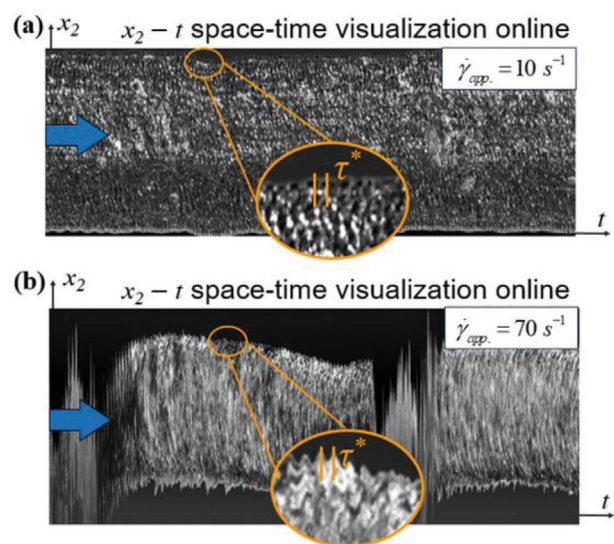 (a)
x₂
x₂ − t space-time visualization online
γ̇app. = 10 s⁻¹
τ*
t
(b)
x₂
x₂ − t space-time visualization online
γ̇app. = 70 s⁻¹
τ*
t